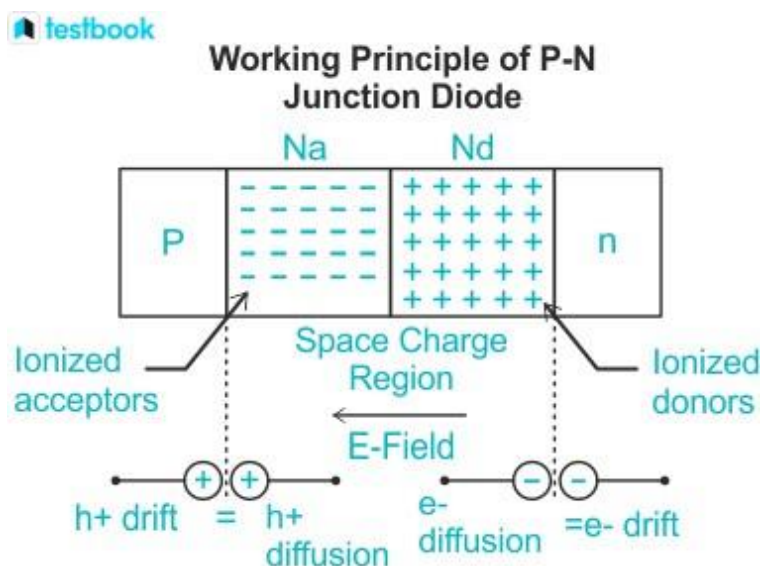 testbook
Working Principle of P-N
Junction Diode
Na
Nd
- - - - -
- - - - -
- - - - -
- - - - -
- - - - -
+ + + + +
+ + + + +
+ + + + +
+ + + + +
+ + + + +
P
n
Space Charge
Region
Ionized
acceptors
Ionized
donors
E-Field
+ +
- -
h+ drift = h+
diffusion
e-
diffusion
=e- drift